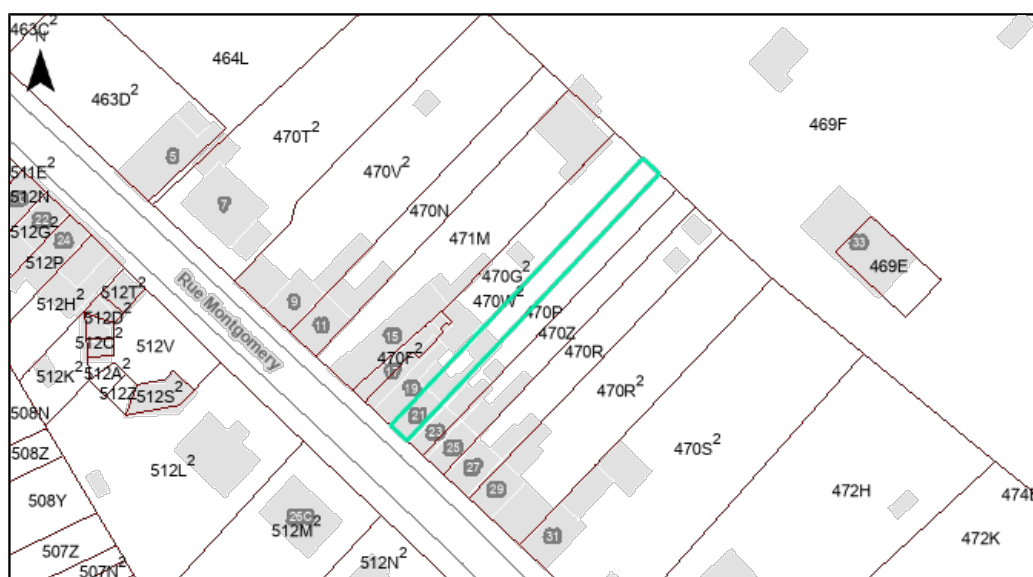 463C²
N
464L
463D²
469F
470T²
5
470V²
511E²
512N
7
470N
22
512G²
24
471M
33
512P
469E
470G²
512T²
470W²
512H²
Rue Montgomery
9
470P
512D²
11
470Z
15
512C²
512V
470R
470F²
17
512A²
512K²
19
470R²
512Z
512S²
508N
21
23
25
470S²
508Z
27
512L²
29
472H
474
508Y
26C
512M²
31
472K
507Z
512N²
507N²